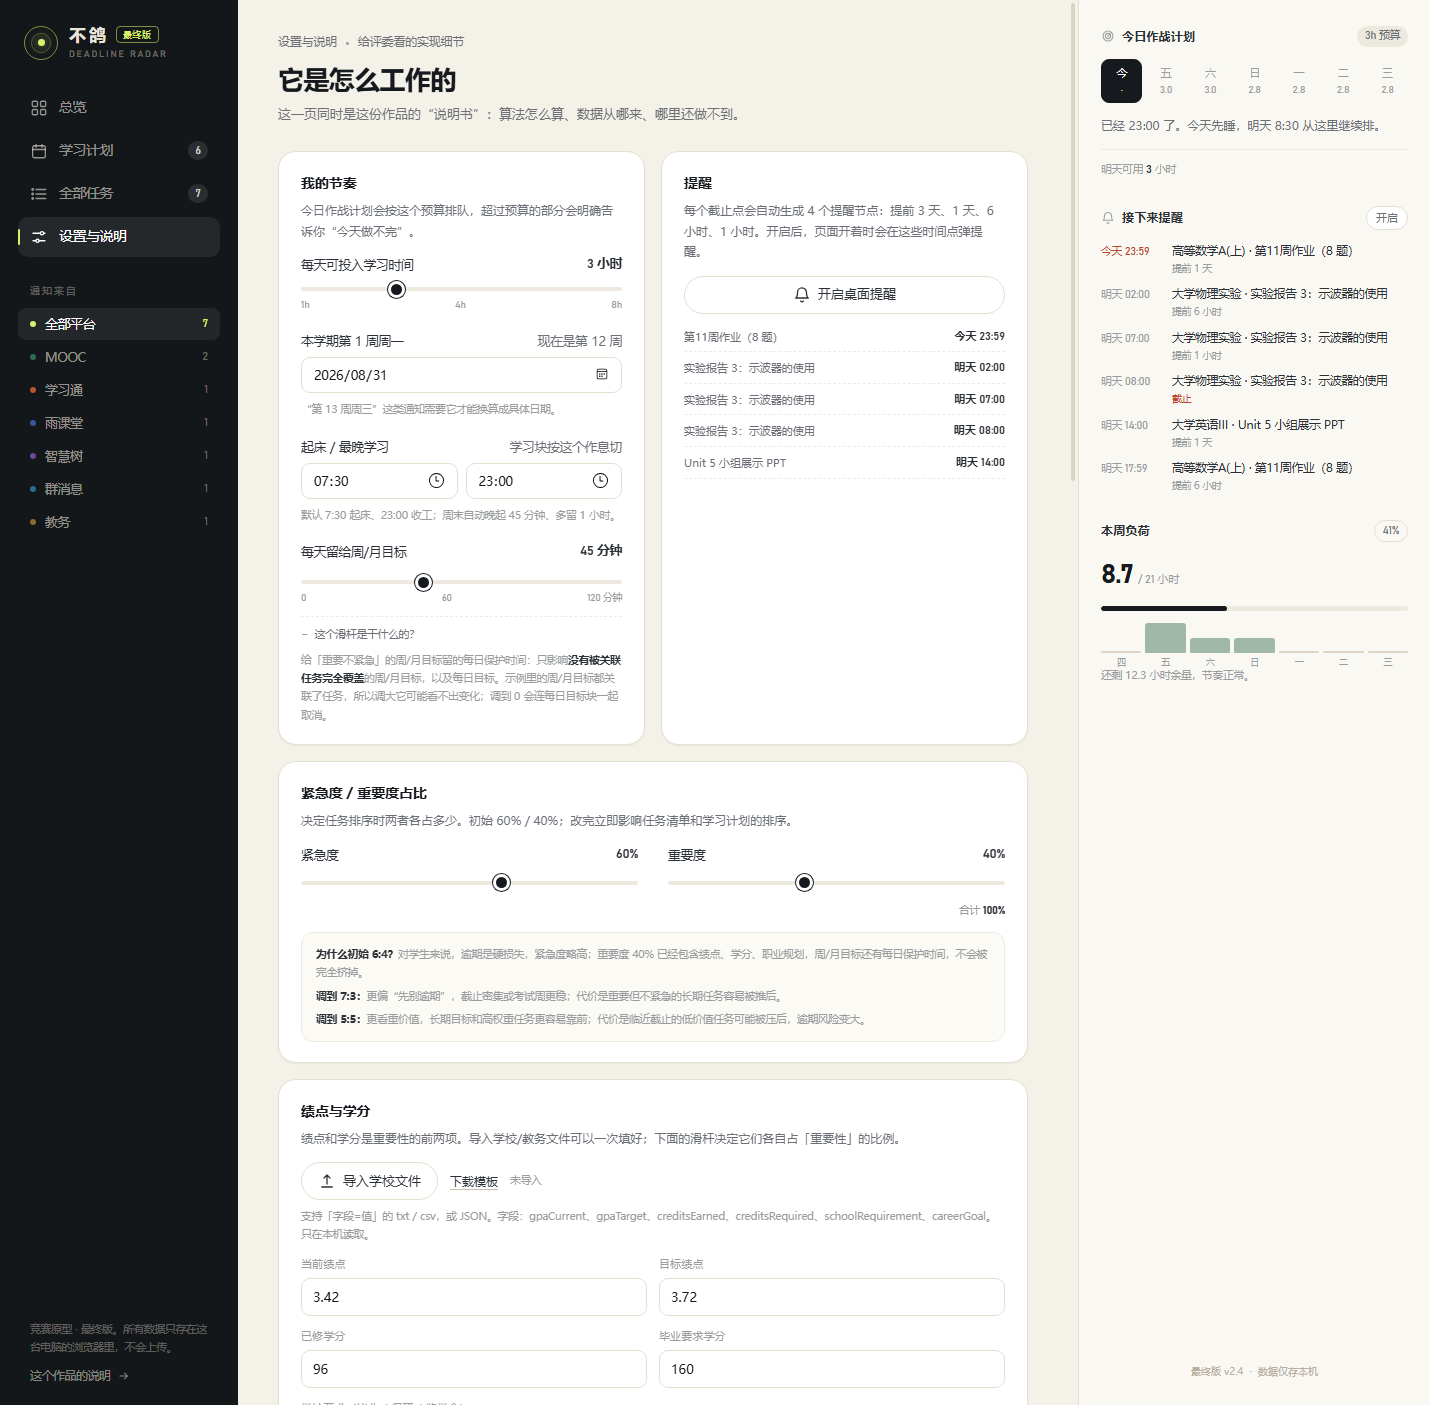 不鸽 最终版
DEADLINE RADAR
总览
学习计划 6
全部任务 7
设置与说明
通知来自
全部平台 7
MOOC 2
学习通 1
雨课堂 1
智慧树 1
群消息 1
教务 1
竞赛原型 · 最终版。所有数据只存在这
台电脑的浏览器里，不会上传。
这个作品的说明 →
设置与说明 • 给评委看的实现细节
它是怎么工作的
这一页同时是这份作品的“说明书”：算法怎么算、数据从哪来、哪里还做不到。
我的节奏
今日作战计划会按这个预算排队，超过预算的部分会明确告
诉你“今天做不完”。
每天可投入学习时间 3 小时
1h 4h 8h
本学期第 1 周周一 现在是第 12 周
2026/08/31
“第 13 周周三”这类通知需要它才能换算成具体日期。
起床 / 最晚学习 学习块按这个作息切
07:30 23:00
默认 7:30 起床、23:00 收工；周末自动晚起 45 分钟、多留 1 小时。
每天留给周/月目标 45 分钟
0 60 120 分钟
− 这个滑杆是干什么的？
给「重要不紧急」的周/月目标留的每日保护时间：只影响没有被关联
任务完全覆盖的周/月目标，以及每日目标。示例里的周/月目标都关
联了任务，所以调大它可能看不出变化；调到 0 会连每日目标块一起
取消。
提醒
每个截止点会自动生成 4 个提醒节点：提前 3 天、1 天、6
小时、1 小时。开启后，页面开着时会在这些时间点弹提
醒。
开启桌面提醒
第11周作业（8 题） 今天 23:59
实验报告 3：示波器的使用 明天 02:00
实验报告 3：示波器的使用 明天 07:00
实验报告 3：示波器的使用 明天 08:00
Unit 5 小组展示 PPT 明天 14:00
紧急度 / 重要度占比
决定任务排序时两者各占多少。初始 60% / 40%；改完立即影响任务清单和学习计划的排序。
紧急度 60% 重要度 40%
合计 100%
为什么初始 6:4？ 对学生来说，逾期是硬损失，紧急度略高；重要度 40% 已经包含绩点、学分、职业规划，周/月目标还有每日保护时间，不会被
完全挤掉。
调到 7:3： 更偏“先别逾期”，截止密集或考试周更稳；代价是重要但不紧急的长期任务容易被推后。
调到 5:5： 更看重价值，长期目标和高权重任务更容易靠前；代价是临近截止的低价值任务可能被压后，逾期风险变大。
绩点与学分
绩点和学分是重要性的前两项。导入学校/教务文件可以一次填好；下面的滑杆决定它们各自占「重要性」的比例。
导入学校文件 下载模板 未导入
支持「字段=值」的 txt / csv，或 JSON。字段：gpaCurrent、gpaTarget、creditsEarned、creditsRequired、schoolRequirement、careerGoal。
只在本机读取。
当前绩点 目标绩点
3.42 3.72
已修学分 毕业要求学分
96 160
今日作战计划 3h 预算
今 五 六 日 一 二 三
· 3.0 3.0 2.8 2.8 2.8 2.8
已经 23:00 了。今天先睡，明天 8:30 从这里继续排。
明天可用 3 小时
接下来提醒 开启
今天 23:59 高等数学A(上) · 第11周作业（8 题）
提前 1 天
明天 02:00 大学物理实验 · 实验报告 3：示波器的使用
提前 6 小时
明天 07:00 大学物理实验 · 实验报告 3：示波器的使用
提前 1 小时
明天 08:00 大学物理实验 · 实验报告 3：示波器的使用
截止
明天 14:00 大学英语III · Unit 5 小组展示 PPT
提前 1 天
明天 17:59 高等数学A(上) · 第11周作业（8 题）
提前 6 小时
本周负荷 41%
8.7 / 21 小时
四 五 六 日 一 二 三
还剩 12.3 小时余量，节奏正常。
最终版 v2.4 · 数据仅存本机